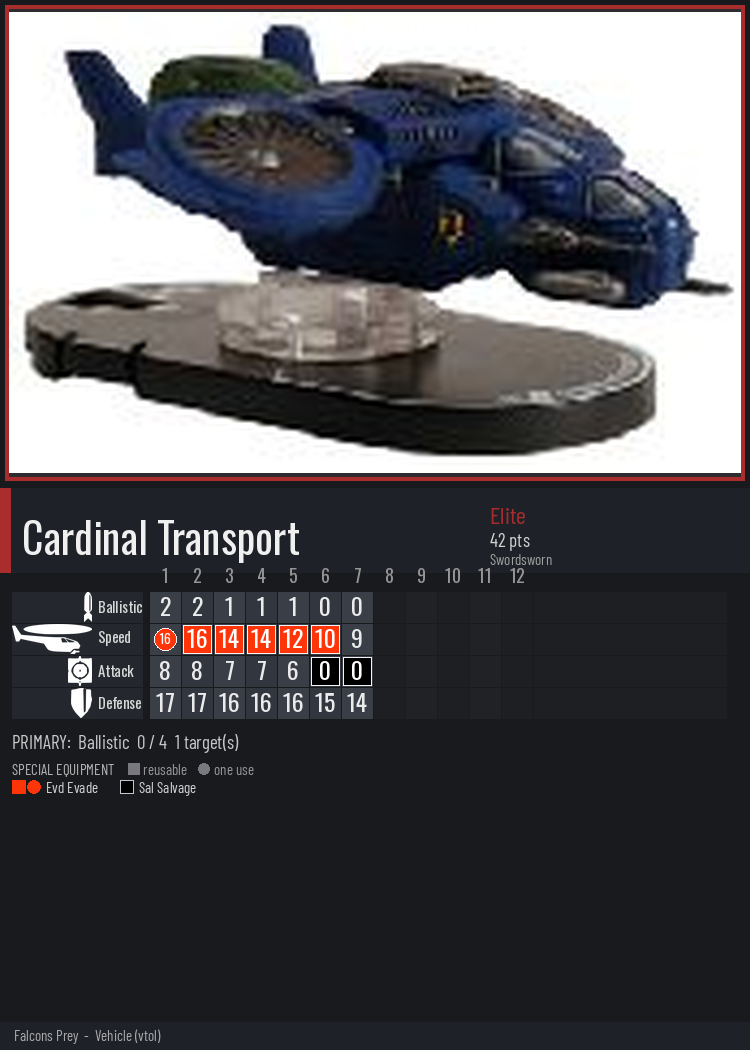 Cardinal Transport
Elite
42 pts
Swordsworn
1 2 3 4 5 6 7 8 9 10 11 12
Ballistic 2 2 1 1 1 0 0
Speed 16 16 14 14 12 10 9
Attack 8 8 7 7 6 0 0
Defense 17 17 16 16 16 15 14
PRIMARY: Ballistic 0 / 4 1 target(s)
SPECIAL EQUIPMENT reusable one use
Evd Evade Sal Salvage
Falcons Prey - Vehicle (vtol)